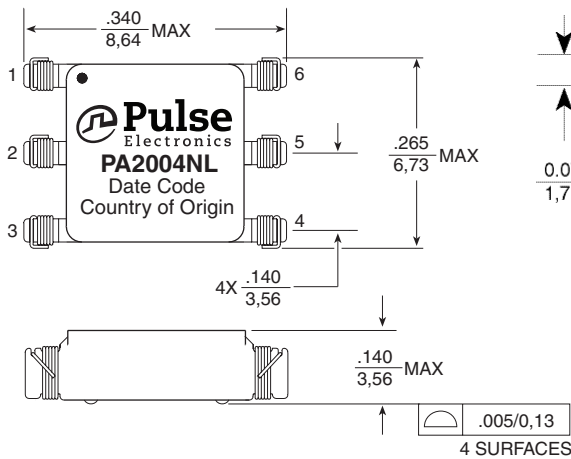 .340
8,64 MAX
1
6
Pulse
Electronics
2
5
PA2004NL
Date Code
Country of Origin
3
4
.265
6,73 MAX
0.0
1,7
4X .140
3,56
.140
3,56 MAX
.005/0,13
4 SURFACES